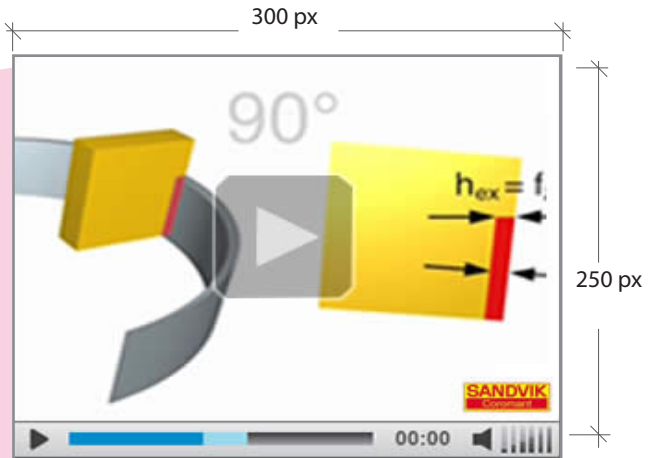 300 px
90°
hex = f
250 px
SANDVIK
Coromant
00:00